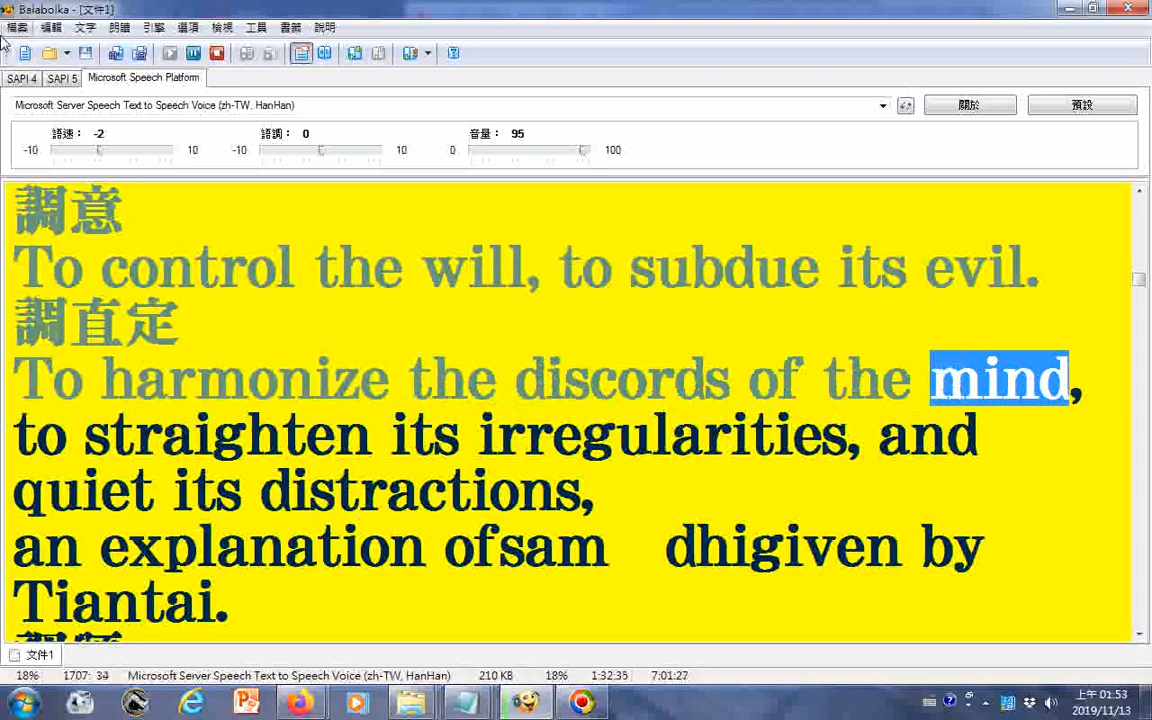 Balabolka - [文件1]
檔案 編輯 文字 朗讀 引擎 選項 檢視 工具 書籤 說明
SAPI 4 SAPI 5 Microsoft Speech Platform
Microsoft Server Speech Text to Speech Voice (zh-TW, HanHan) 關於 預設
語速： -2 語調： 0 音量： 95
-10 10 -10 10 0 100
調意
To control the will, to subdue its evil.
調直定
To harmonize the discords of the mind,
to straighten its irregularities, and
quiet its distractions,
an explanation ofsam dhigiven by
Tiantai.
文件1
18% 1707: 34 Microsoft Server Speech Text to Speech Voice (zh-TW, HanHan) 210 KB 18% 1:32:35 7:01:27
上午 01:53
2019/11/13